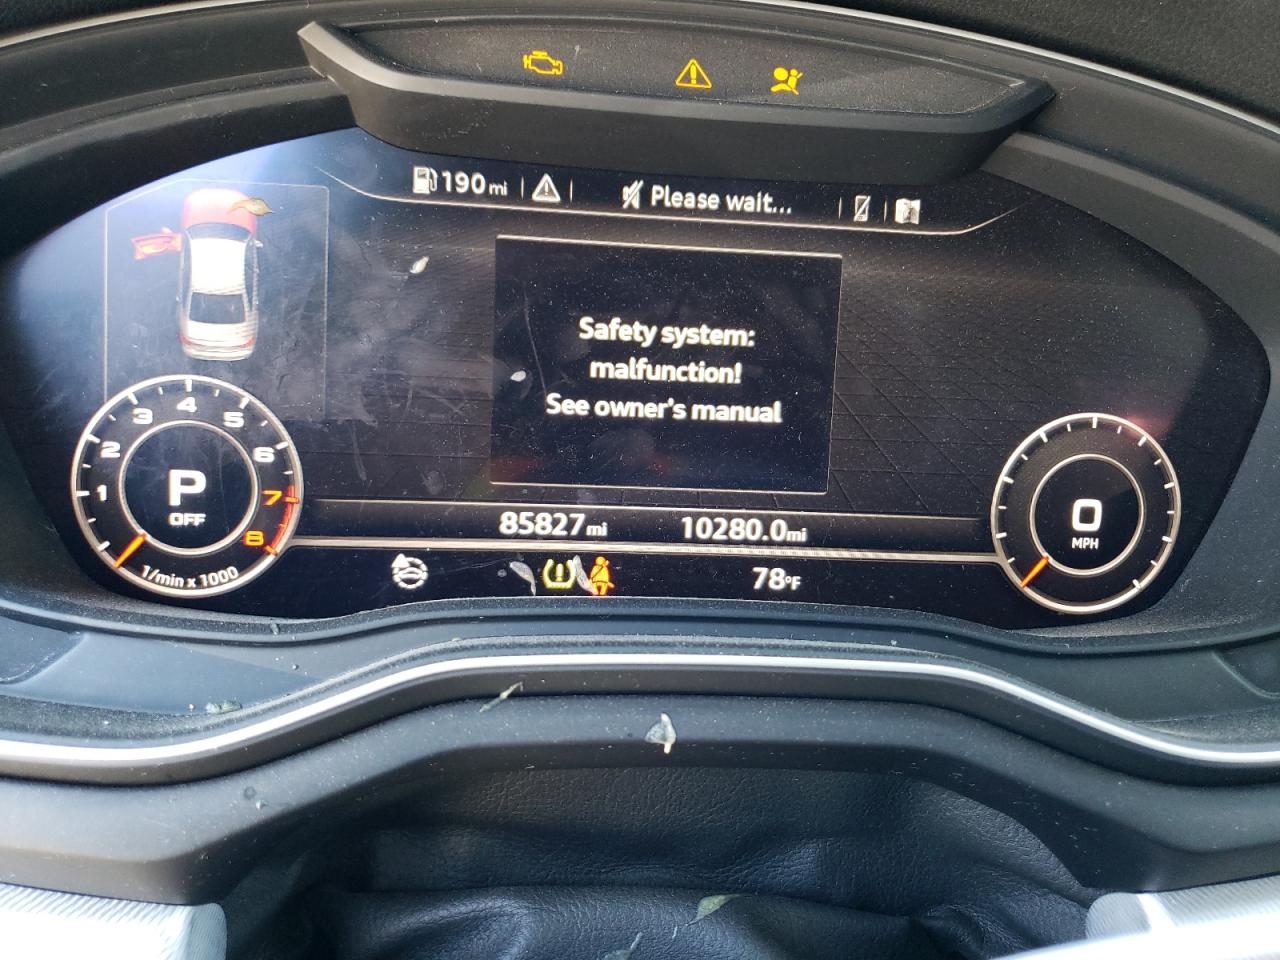 190 mi
Please wait...
Safety system:
malfunction!
See owner's manual
1 2 3 4 5 6 7 8
P
OFF
1/min x 1000
0
MPH
85827 mi 10280.0 mi
78°F